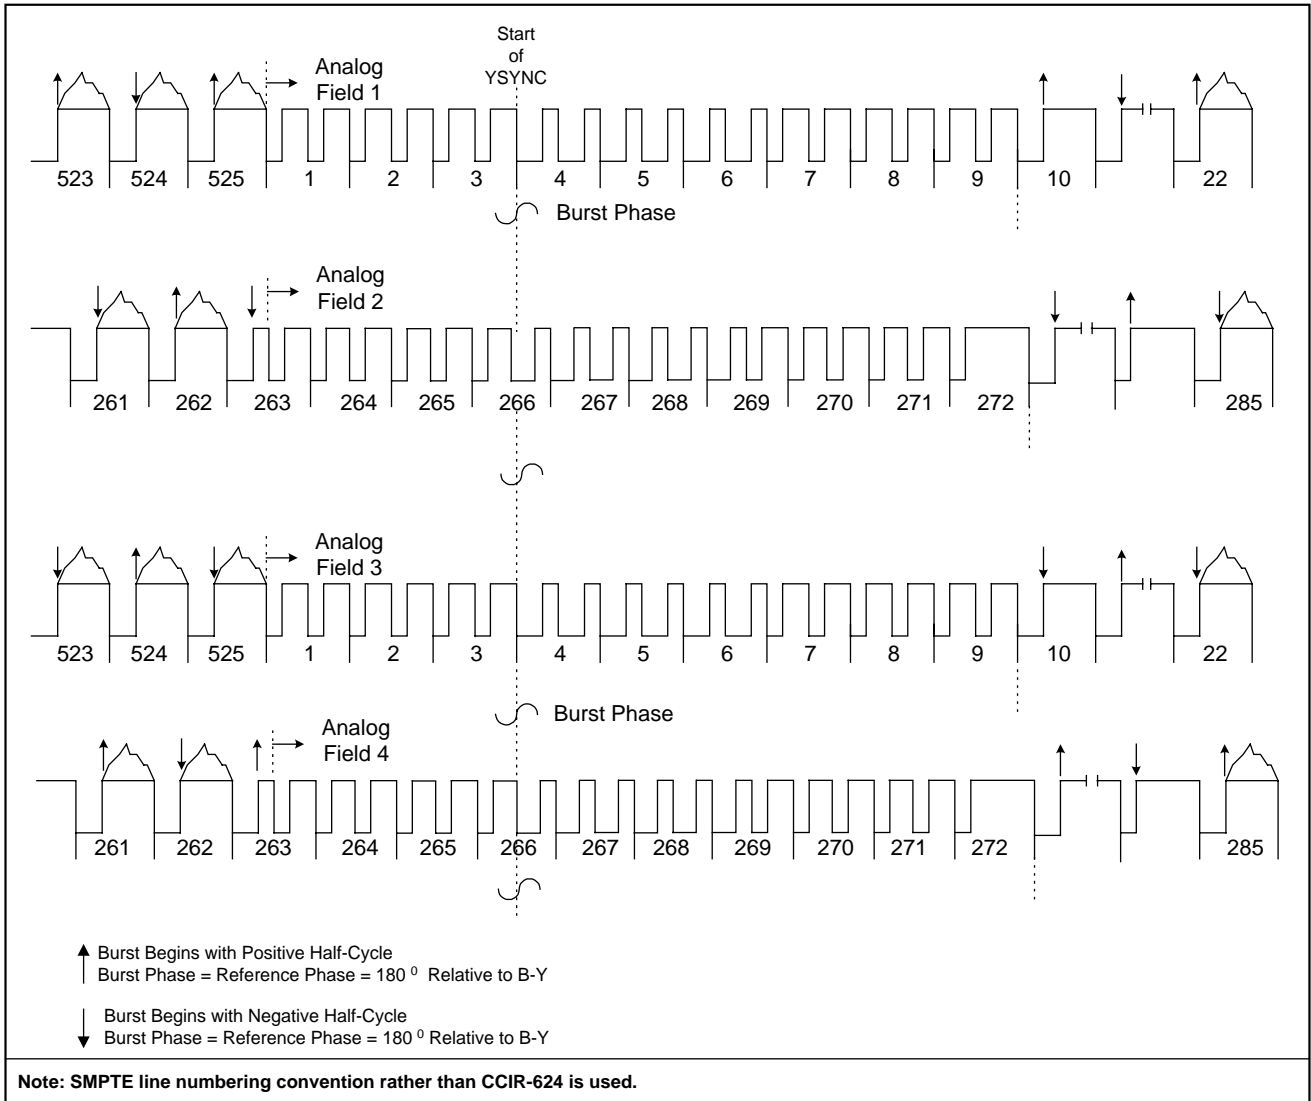 Start
of
YSYNC
Analog
Field 1
523 524 525 1 2 3 4 5 6 7 8 9 10 22
Burst Phase
Analog
Field 2
261 262 263 264 265 266 267 268 269 270 271 272 285
Analog
Field 3
523 524 525 1 2 3 4 5 6 7 8 9 10 22
Burst Phase
Analog
Field 4
261 262 263 264 265 266 267 268 269 270 271 272 285
Burst Begins with Positive Half-Cycle
Burst Phase = Reference Phase = 180 ⁰ Relative to B-Y
Burst Begins with Negative Half-Cycle
Burst Phase = Reference Phase = 180 ⁰ Relative to B-Y
Note: SMPTE line numbering convention rather than CCIR-624 is used.